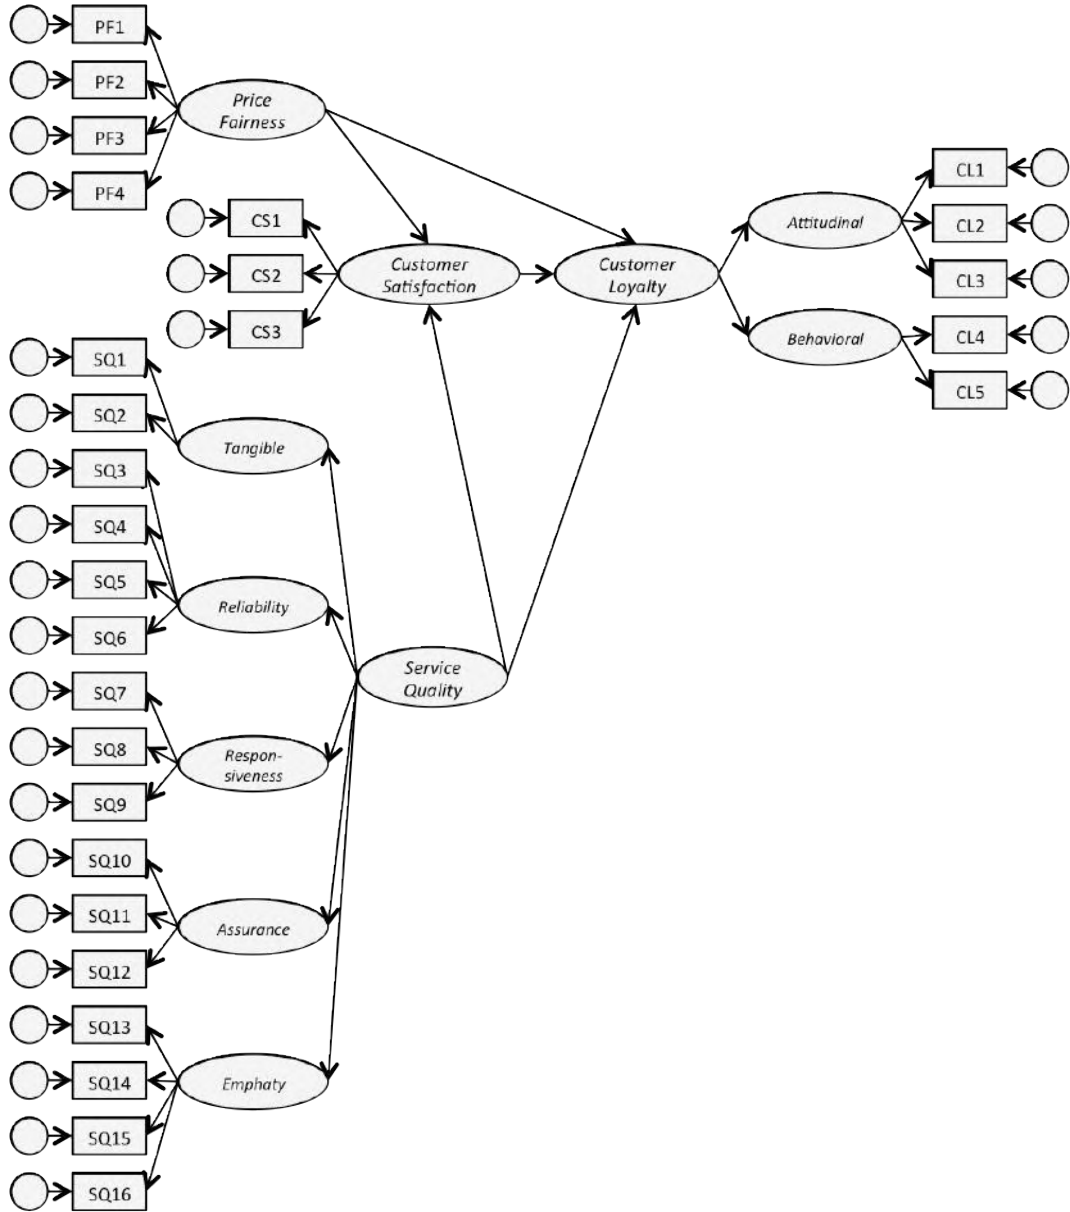 PF1
PF2
PF3
PF4
Price
Fairness
CS1
CS2
CS3
Customer
Satisfaction
Customer
Loyalty
Attitudinal
Behavioral
CL1
CL2
CL3
CL4
CL5
SQ1
SQ2
SQ3
SQ4
SQ5
SQ6
SQ7
SQ8
SQ9
SQ10
SQ11
SQ12
SQ13
SQ14
SQ15
SQ16
Tangible
Reliability
Respon-
siveness
Assurance
Emphaty
Service
Quality